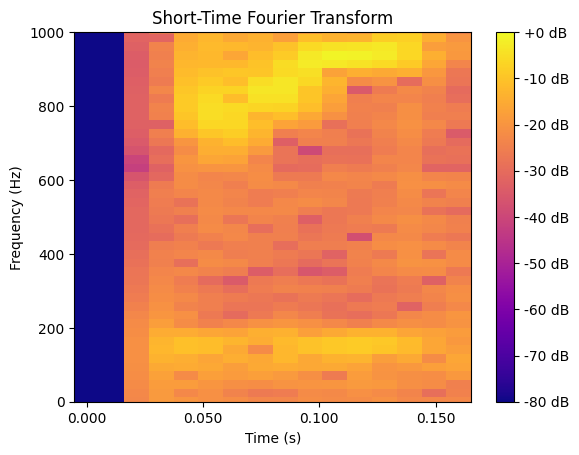 Short-Time Fourier Transform
1000
800
600
400
200
0
Frequency (Hz)
0.000
0.050
0.100
0.150
Time (s)
+0 dB
-10 dB
-20 dB
-30 dB
-40 dB
-50 dB
-60 dB
-70 dB
-80 dB